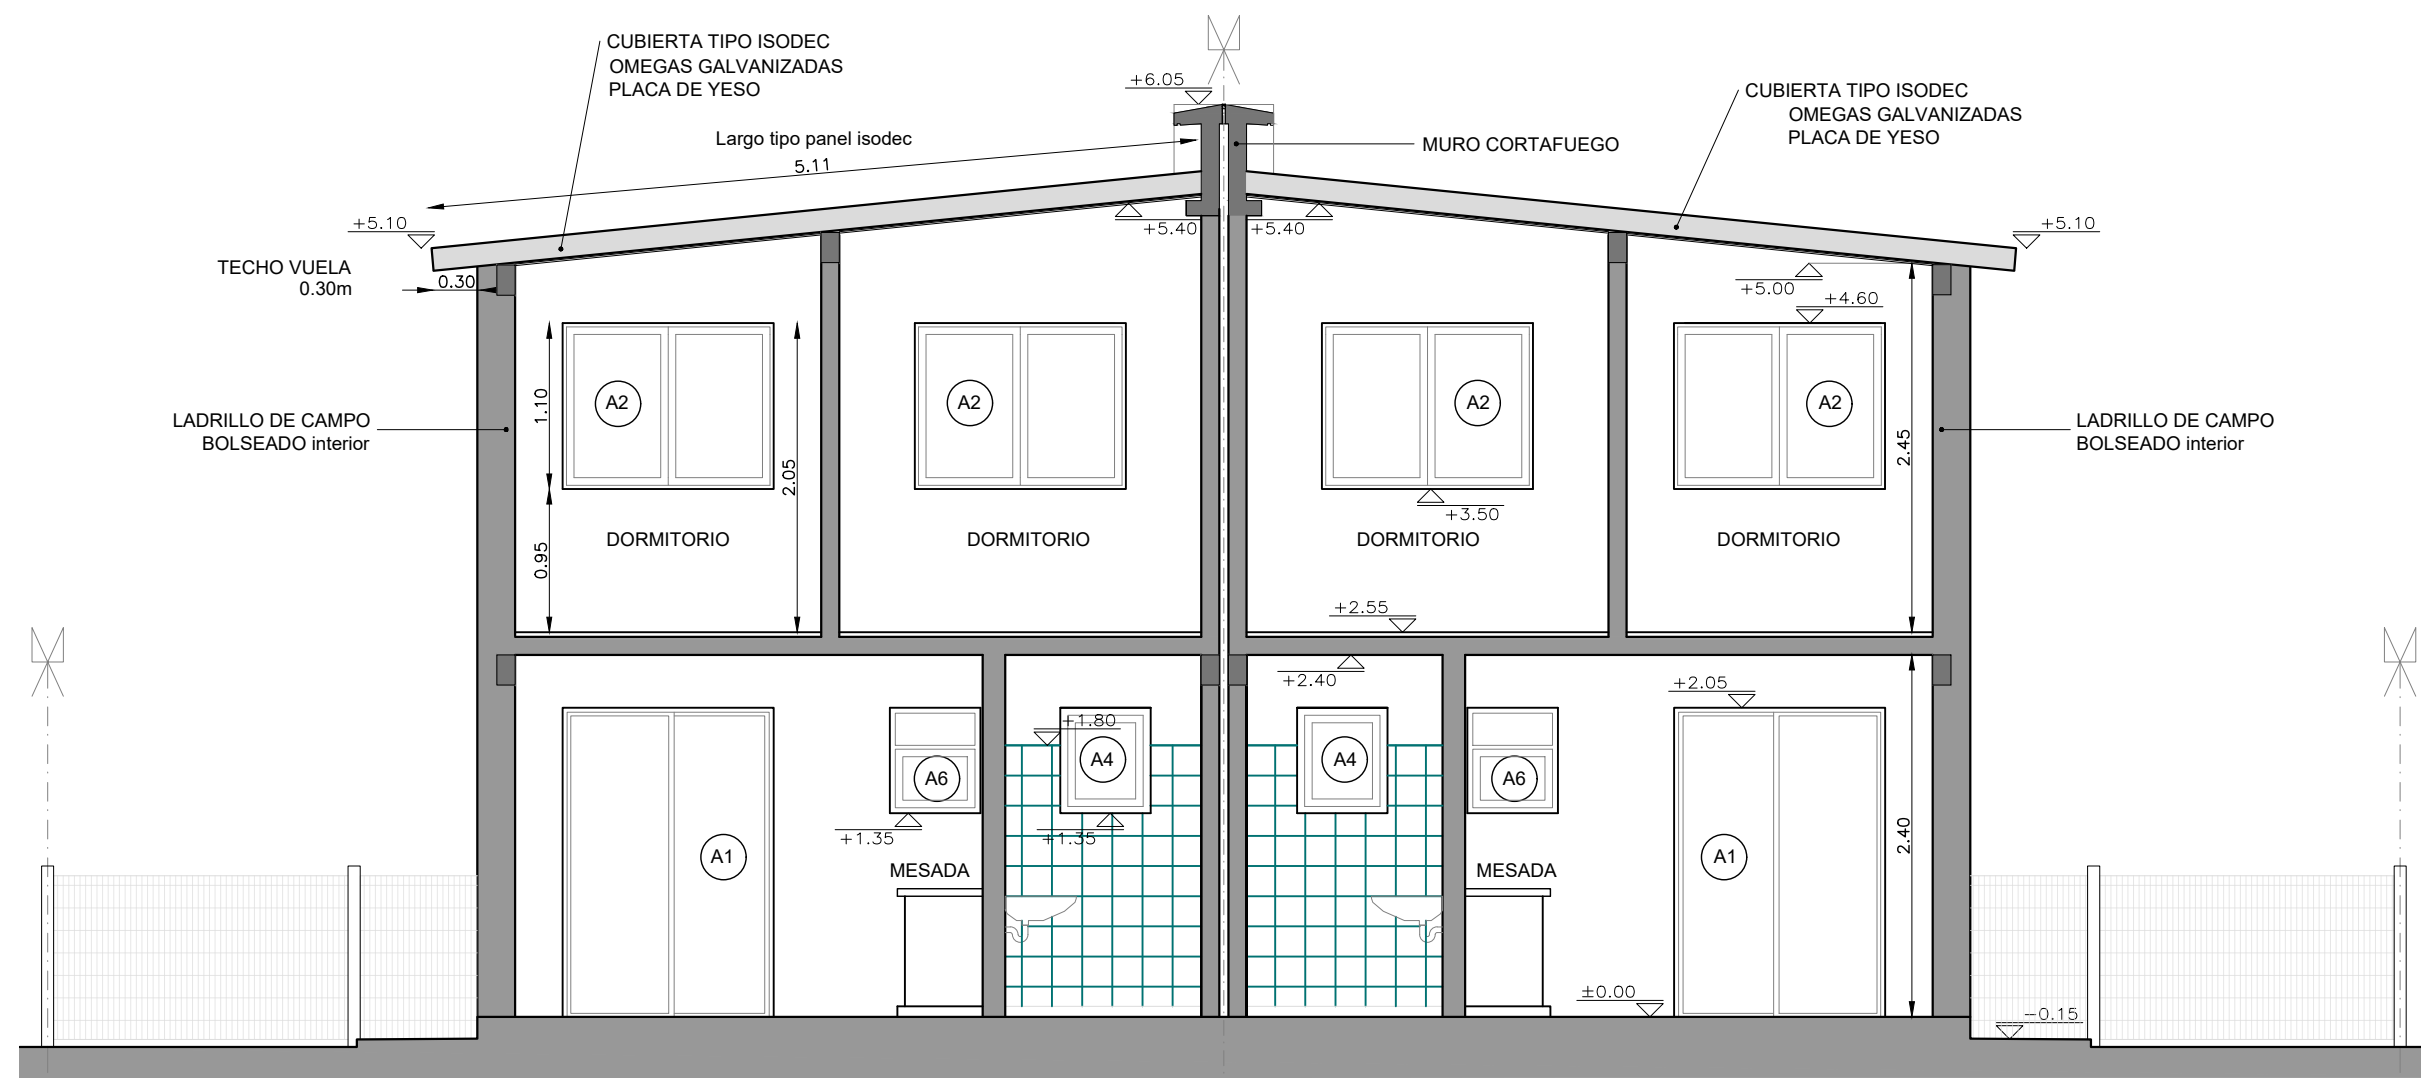 CUBIERTA TIPO ISODEC
OMEGAS GALVANIZADAS
PLACA DE YESO
+6.05
CUBIERTA TIPO ISODEC
OMEGAS GALVANIZADAS
PLACA DE YESO
Largo tipo panel isodec
5.11
MURO CORTAFUEGO
+5.10
+5.40
+5.40
+5.10
TECHO VUELA
0.30m
0.30
+5.00
+4.60
1.10
A2
2.05
A2
A2
A2
2.45
LADRILLO DE CAMPO
BOLSEADO interior
LADRILLO DE CAMPO
BOLSEADO interior
+3.50
0.95
DORMITORIO
DORMITORIO
DORMITORIO
DORMITORIO
+2.55
+2.40
+2.05
+1.80
A6
A4
A4
A6
+1.35
+1.35
2.40
A1
MESADA
MESADA
A1
±0.00
-0.15